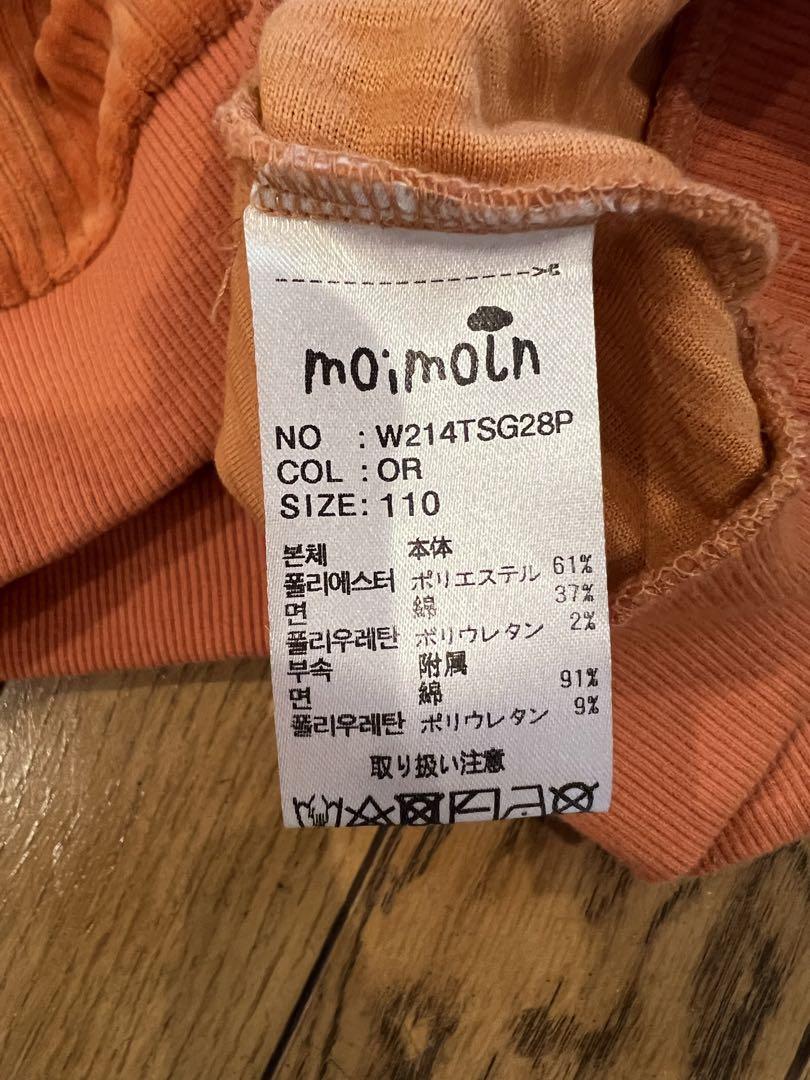 moimoln
NO : W214TSG28P
COL : OR
SIZE: 110
본체 本体
폴리에스터 ポリエステル 61%
면 綿 37%
폴리우레탄 ポリウレタン 2%
부속 附属
면 綿 91%
폴리우레탄 ポリウレタン 9%
取り扱い注意